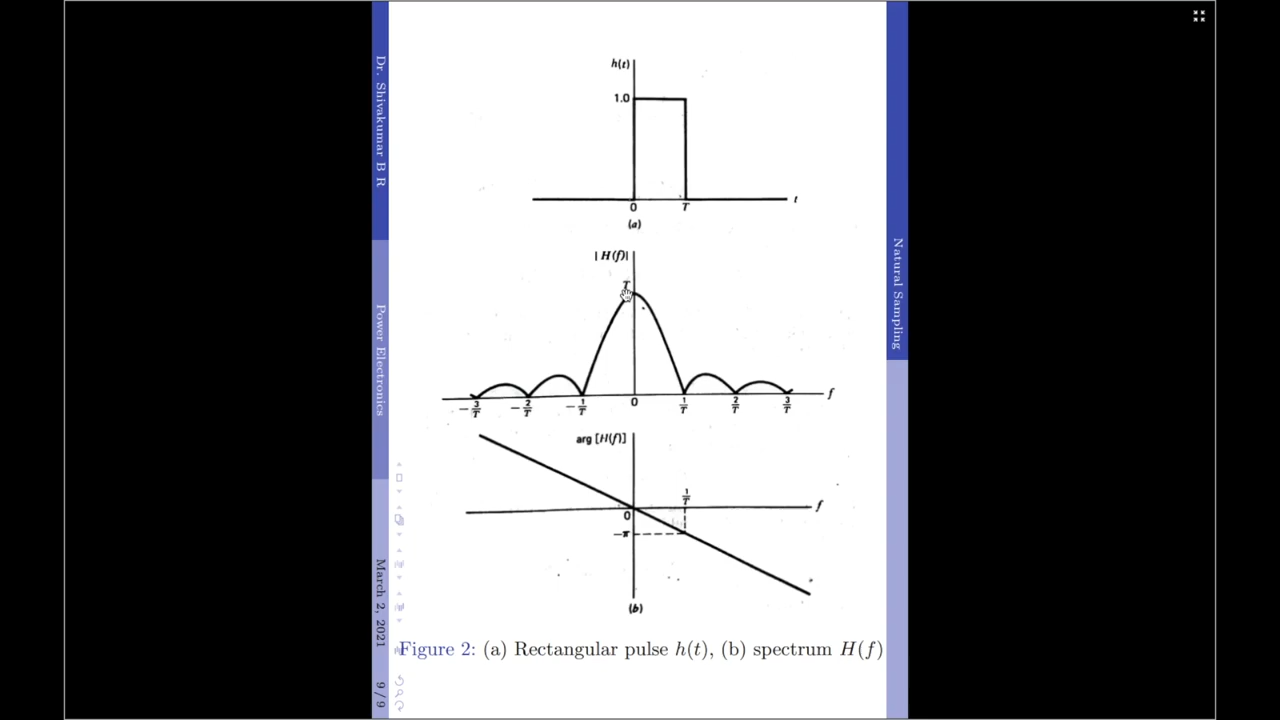 h(t)
1.0
0 T t
(a)
|H(f)|
T
-3/T -2/T -1/T 0 1/T 2/T 3/T f
arg [H(f)]
1/T
0 f
-π
(b)
Figure 2: (a) Rectangular pulse h(t), (b) spectrum H(f)
Dr. Shivakumar B R
Power Electronics
March 2, 2021
9 / 9
Natural Sampling